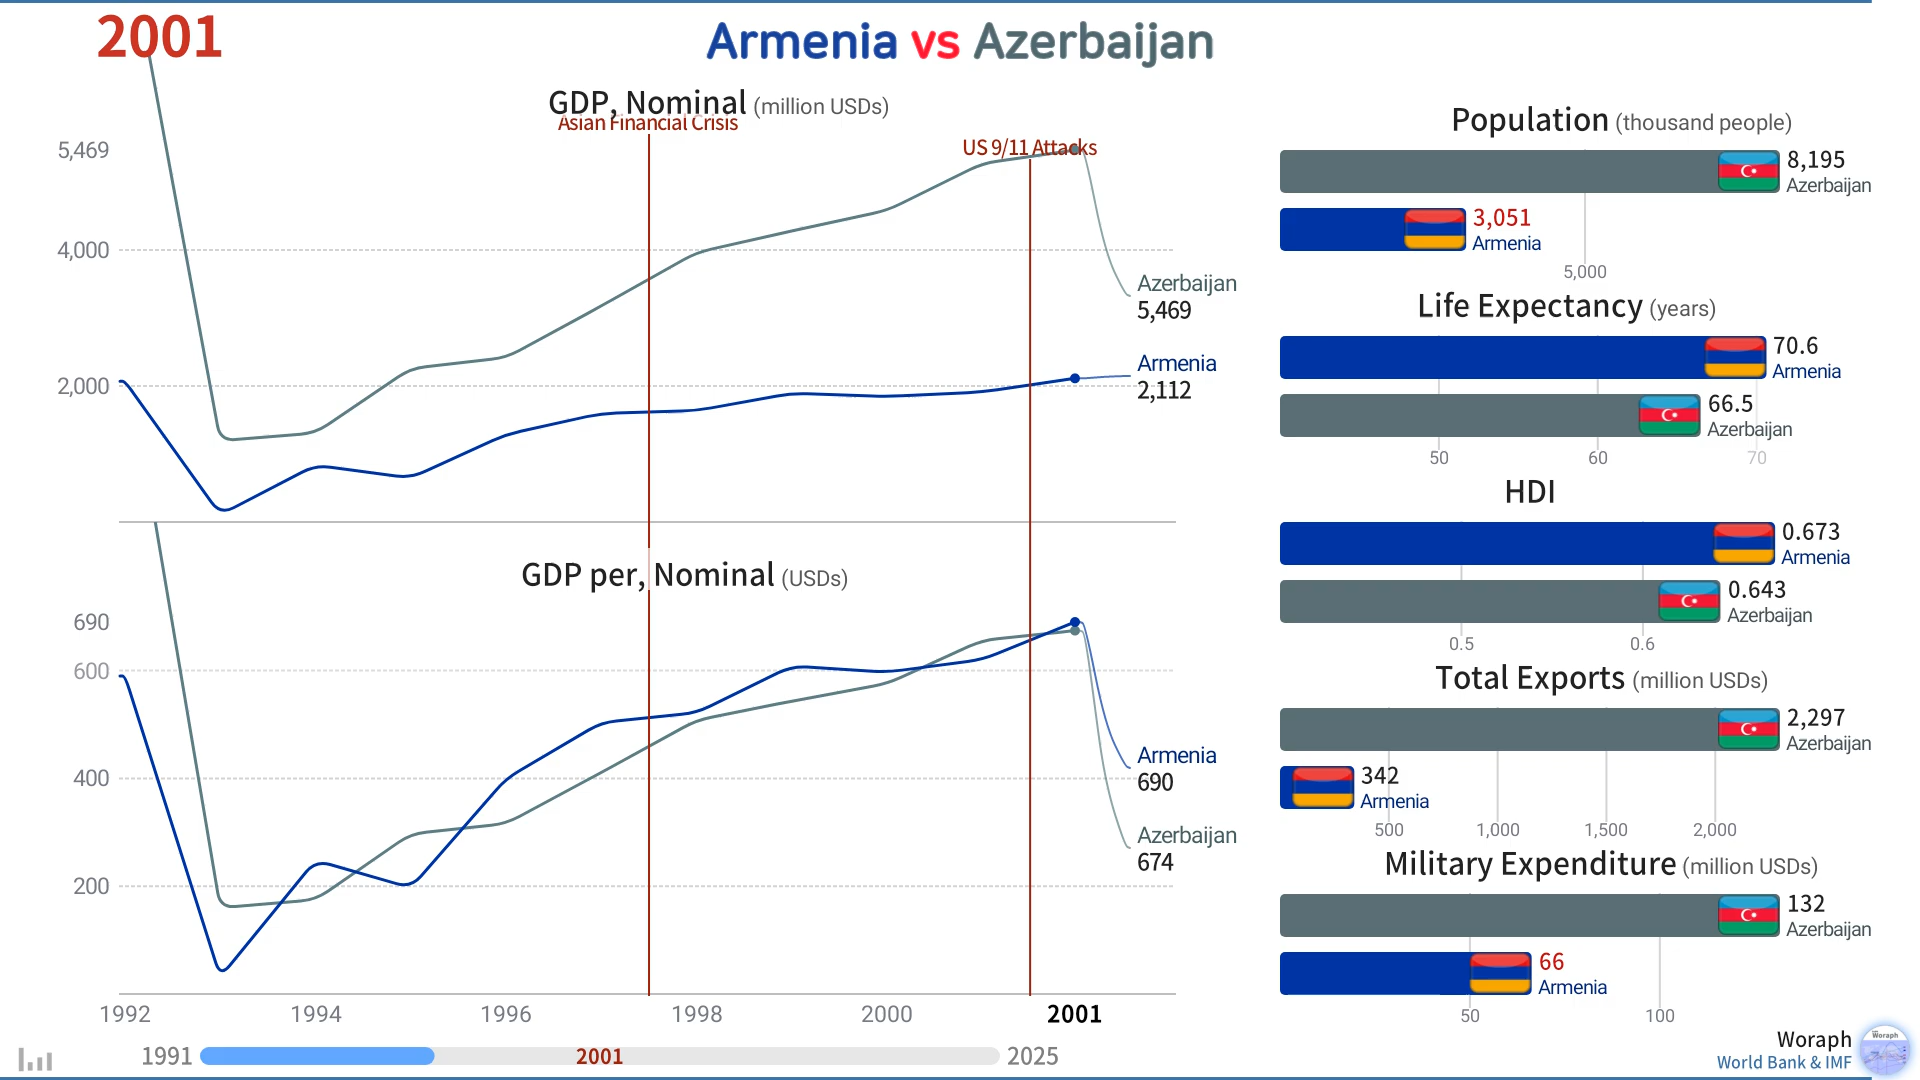 2001
Armenia vs Azerbaijan
GDP, Nominal (million USDs)
Asian Financial Crisis
US 9/11 Attacks
5,469
4,000
2,000
Azerbaijan
5,469
Armenia
2,112
GDP per, Nominal (USDs)
690
600
400
200
Armenia
690
Azerbaijan
674
1992 1994 1996 1998 2000 2001
1991 2001 2025
Population (thousand people)
8,195
Azerbaijan
3,051
Armenia
5,000
Life Expectancy (years)
70.6
Armenia
66.5
Azerbaijan
50 60 70
HDI
0.673
Armenia
0.643
Azerbaijan
0.5 0.6
Total Exports (million USDs)
2,297
Azerbaijan
342
Armenia
500 1,000 1,500 2,000
Military Expenditure (million USDs)
132
Azerbaijan
66
Armenia
50 100
Woraph
World Bank & IMF
Woraph